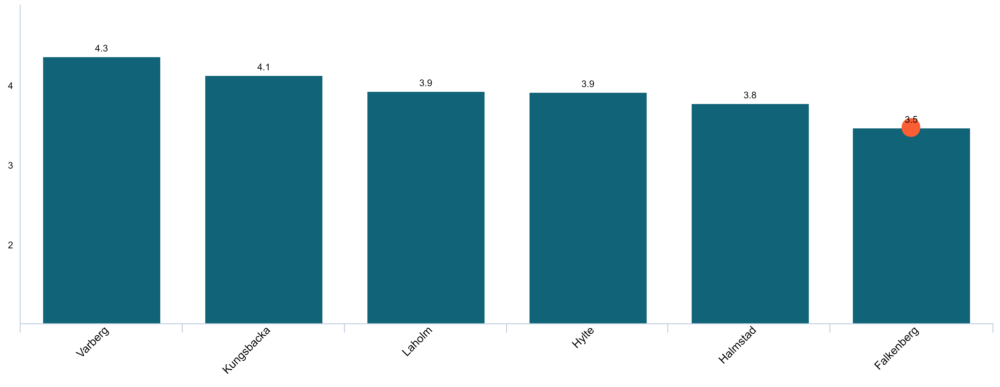 4.3
4.1
3.9
3.9
3.8
3.5
4
3
2
Varberg
Kungsbacka
Laholm
Hylte
Halmstad
Falkenberg